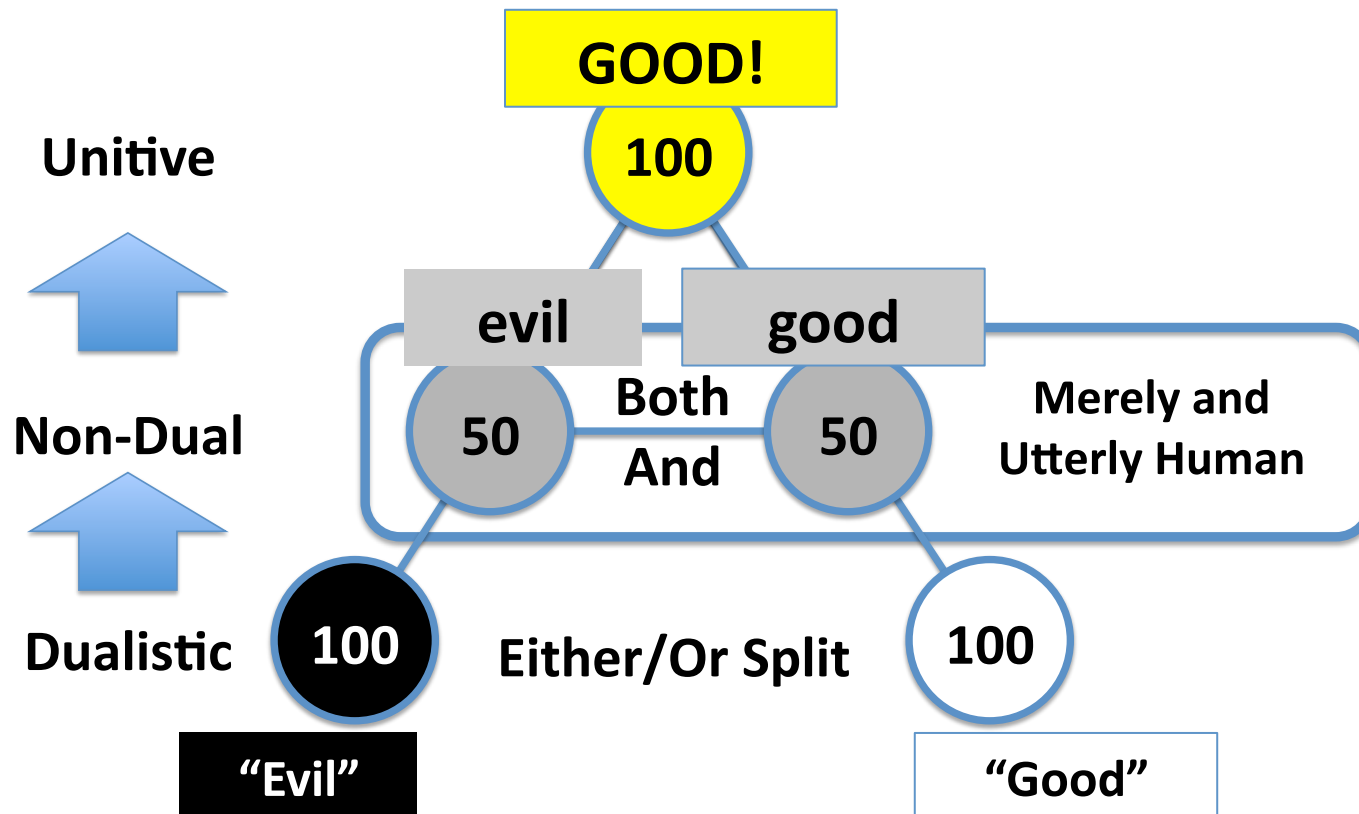 GOOD!
100
Unitive
evil
good
50
Both
And
50
Merely and
Utterly Human
Non-Dual
Dualistic
100
Either/Or Split
100
“Evil”
“Good”